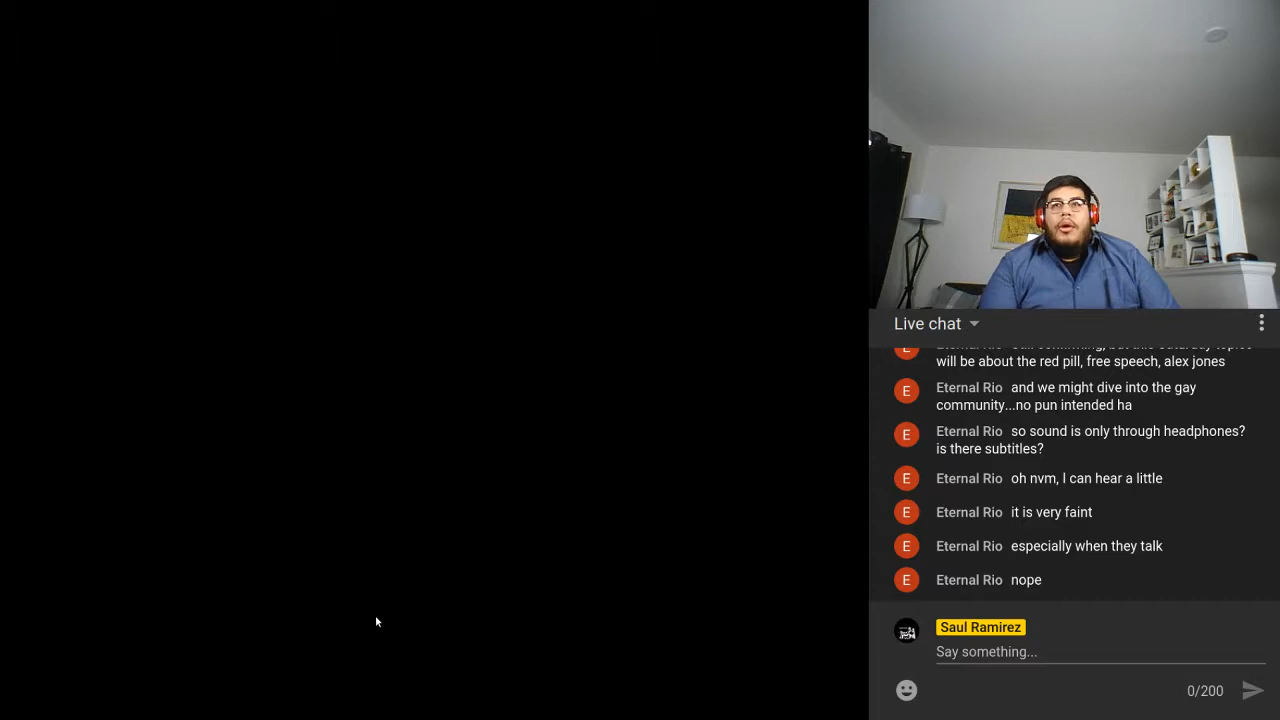 Live chat
Eternal Rio
will be about the red pill, free speech, alex jones
E Eternal Rio and we might dive into the gay
community...no pun intended ha
E Eternal Rio so sound is only through headphones?
is there subtitles?
E Eternal Rio oh nvm, I can hear a little
E Eternal Rio it is very faint
E Eternal Rio especially when they talk
E Eternal Rio nope
Saul Ramirez
Say something...
0/200